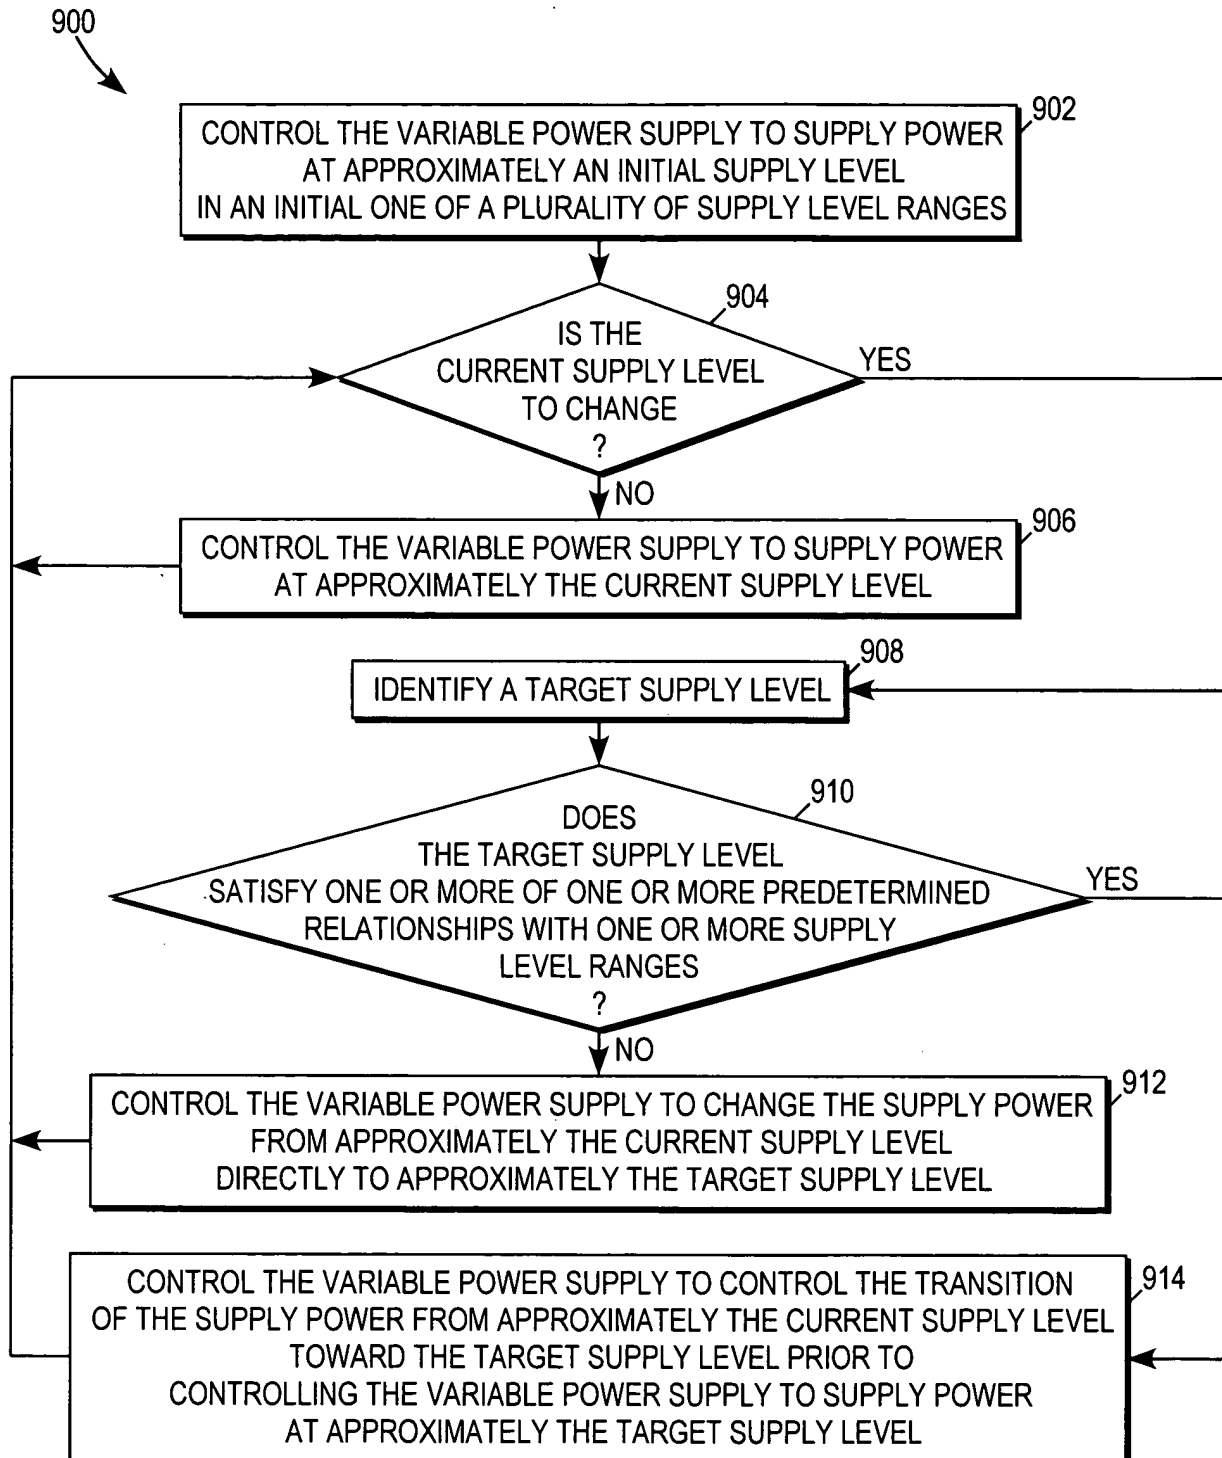 900
902
CONTROL THE VARIABLE POWER SUPPLY TO SUPPLY POWER
AT APPROXIMATELY AN INITIAL SUPPLY LEVEL
IN AN INITIAL ONE OF A PLURALITY OF SUPPLY LEVEL RANGES
904
IS THE
CURRENT SUPPLY LEVEL
TO CHANGE
?
YES
NO
906
CONTROL THE VARIABLE POWER SUPPLY TO SUPPLY POWER
AT APPROXIMATELY THE CURRENT SUPPLY LEVEL
908
IDENTIFY A TARGET SUPPLY LEVEL
910
DOES
THE TARGET SUPPLY LEVEL
SATISFY ONE OR MORE OF ONE OR MORE PREDETERMINED
RELATIONSHIPS WITH ONE OR MORE SUPPLY
LEVEL RANGES
?
YES
NO
912
CONTROL THE VARIABLE POWER SUPPLY TO CHANGE THE SUPPLY POWER
FROM APPROXIMATELY THE CURRENT SUPPLY LEVEL
DIRECTLY TO APPROXIMATELY THE TARGET SUPPLY LEVEL
914
CONTROL THE VARIABLE POWER SUPPLY TO CONTROL THE TRANSITION
OF THE SUPPLY POWER FROM APPROXIMATELY THE CURRENT SUPPLY LEVEL
TOWARD THE TARGET SUPPLY LEVEL PRIOR TO
CONTROLLING THE VARIABLE POWER SUPPLY TO SUPPLY POWER
AT APPROXIMATELY THE TARGET SUPPLY LEVEL